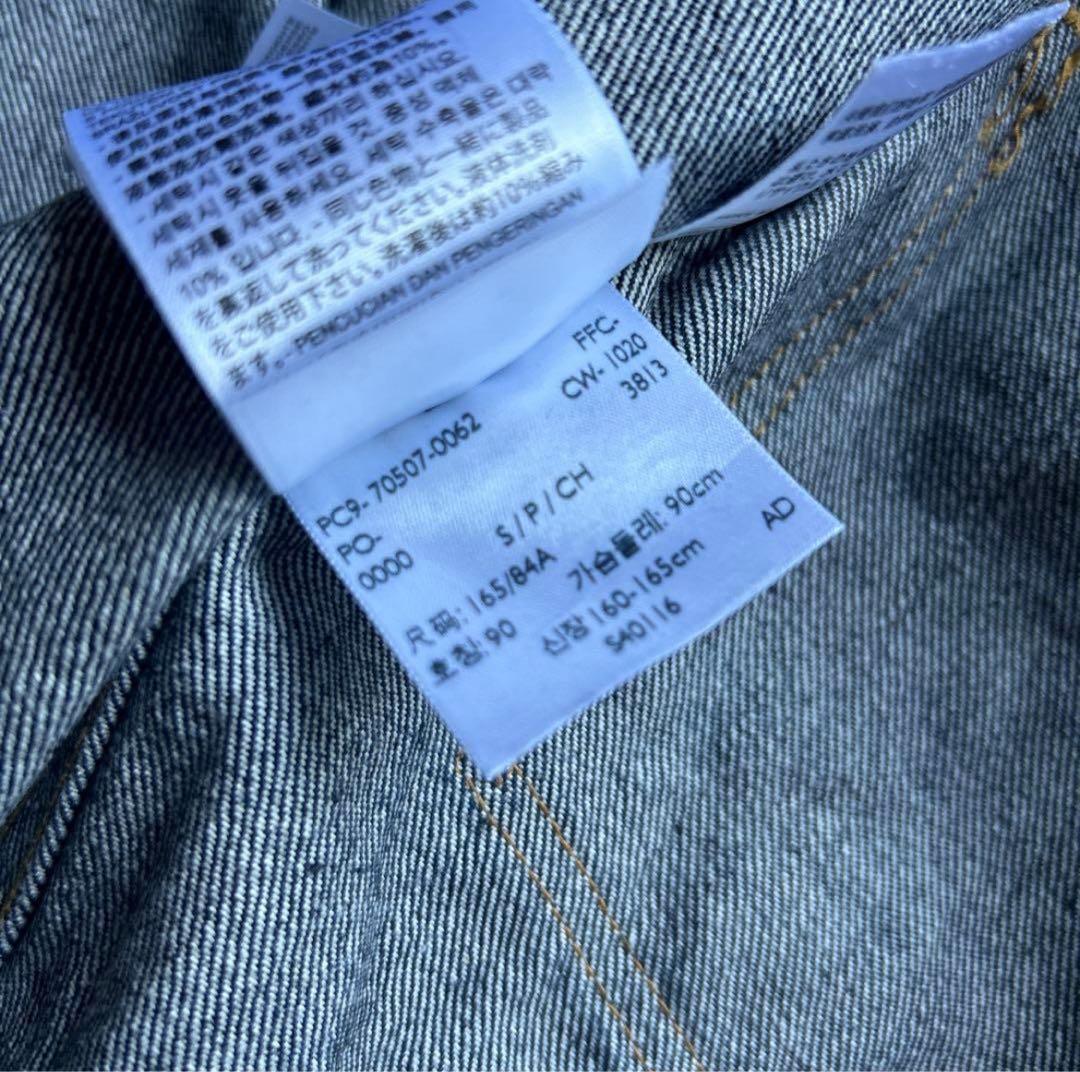 - 세탁시 같은 색상끼리 하십시오
- 세탁시 옷을 뒤집을 것. 중성 액체
세제를 사용하세요. 세탁 수축율은 대략
10% 입니다. - 同じ色物と一緒に製品
を裏返して洗ってください。液体洗剤
をご使用下さい。洗濯後は約10%縮み
ます。- PENCUCIAN DAN PENGERINGAN
PC9- 70507-0062
FFC-
PO-
CW- 1020
0000
3813
S / P / CH
尺 码: 165/84A
가슴둘레: 90cm
호칭: 90
신장 160-165cm
S40116
AD